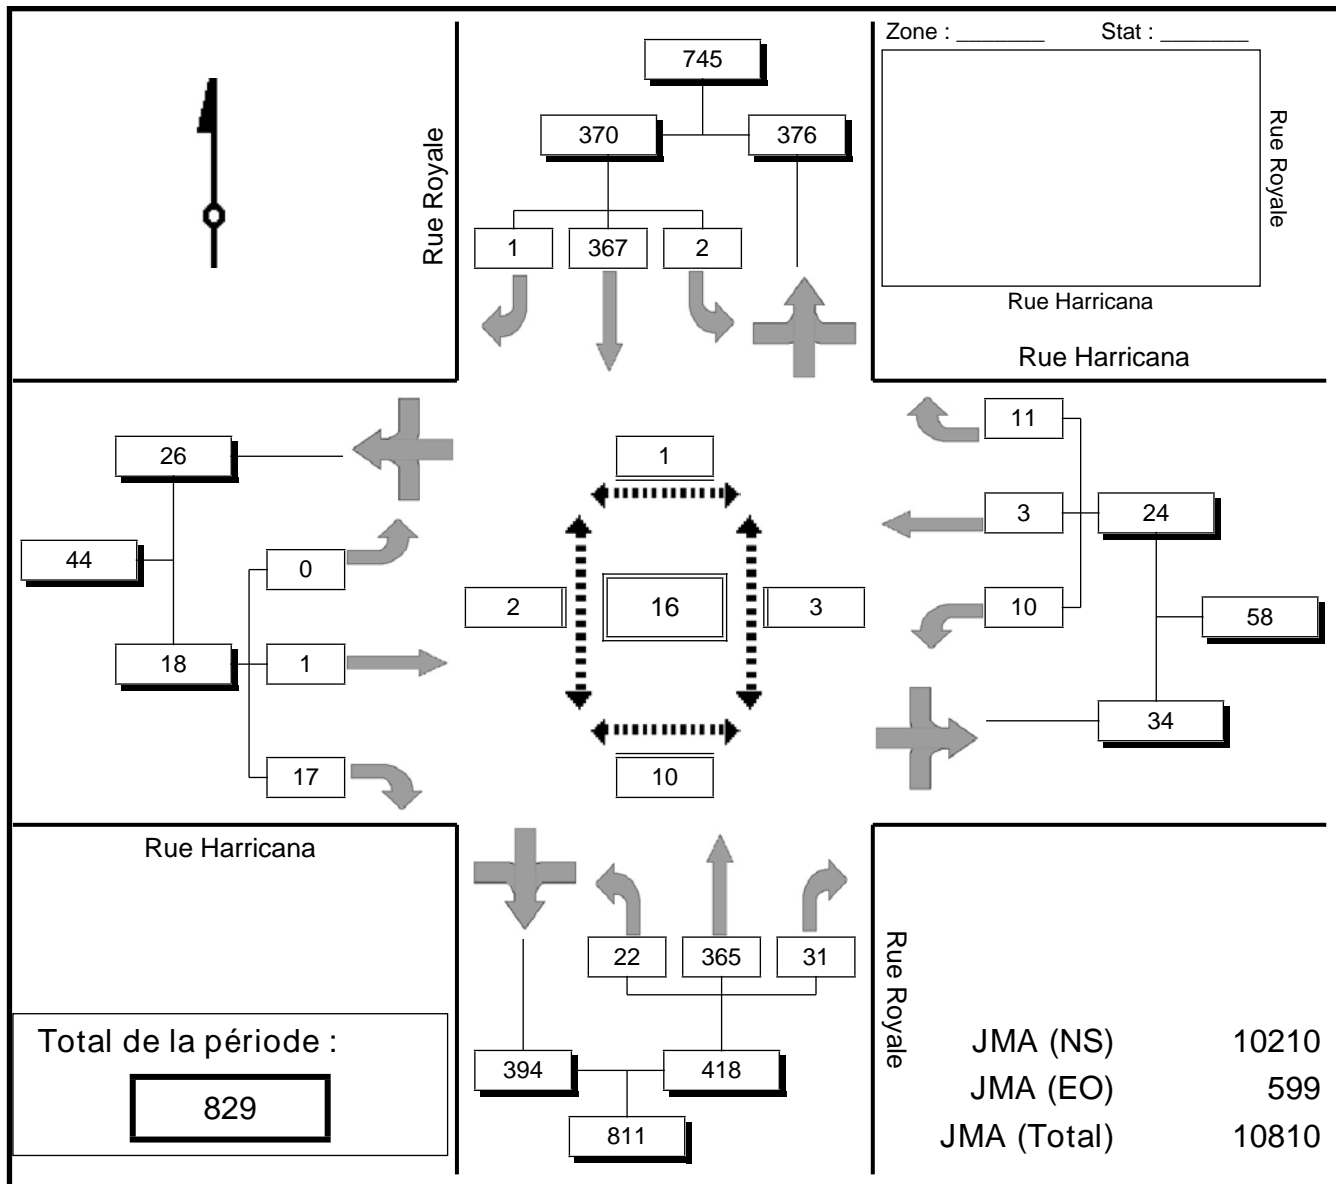 Zone : _______ Stat : _______
745
370 376
Rue Royale
Rue Royale
1 367 2
Rue Harricana
Rue Harricana
11
26
1
3 24
44
0
2 16 3
10
58
18 1
34
17
10
Rue Harricana
22 365 31
Rue Royale
Total de la période :
394 418
829
811
JMA (NS) 10210
JMA (EO) 599
JMA (Total) 10810